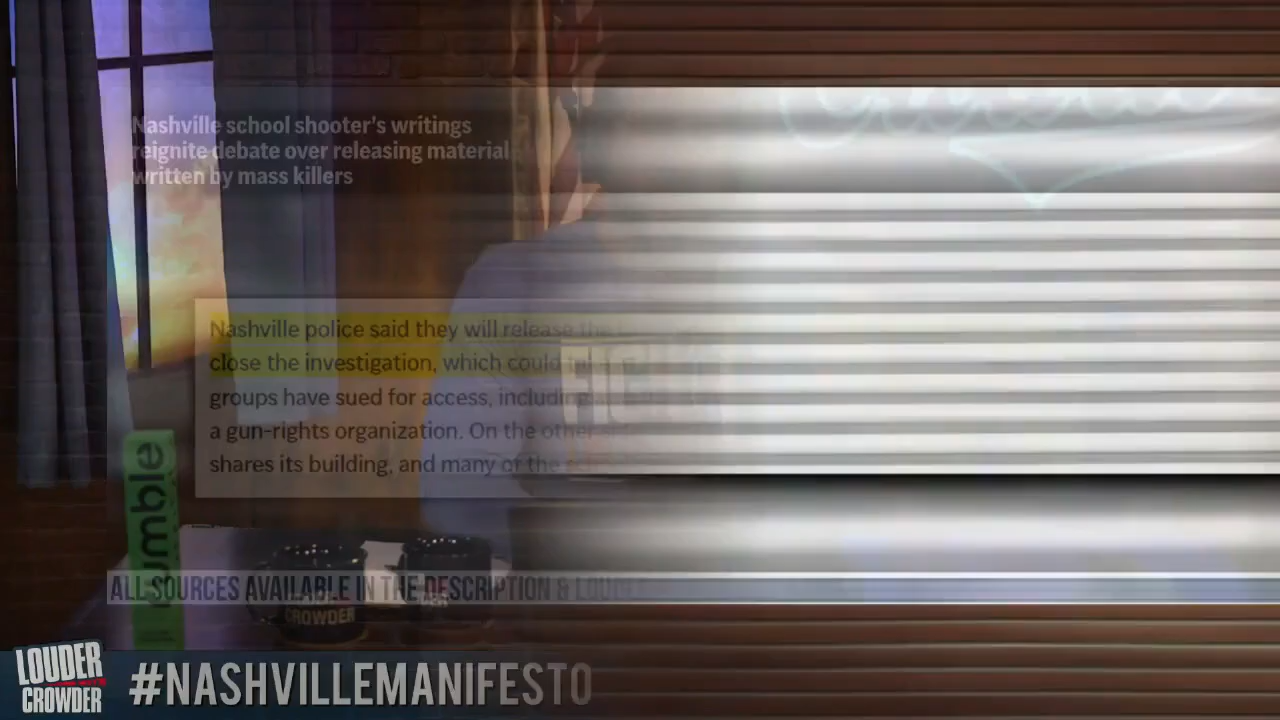 Nashville school shooter's writings
reignite debate over releasing material
written by mass killers
Nashville police said they will release the
close the investigation, which could
groups have sued for access, including
a gun-rights organization. On the other
shares its building, and many of the
rumble
CROWDER
ALL SOURCES AVAILABLE IN THE DESCRIPTION &
LOUDER
WITH
CROWDER
#NASHVILLEMANIFESTO